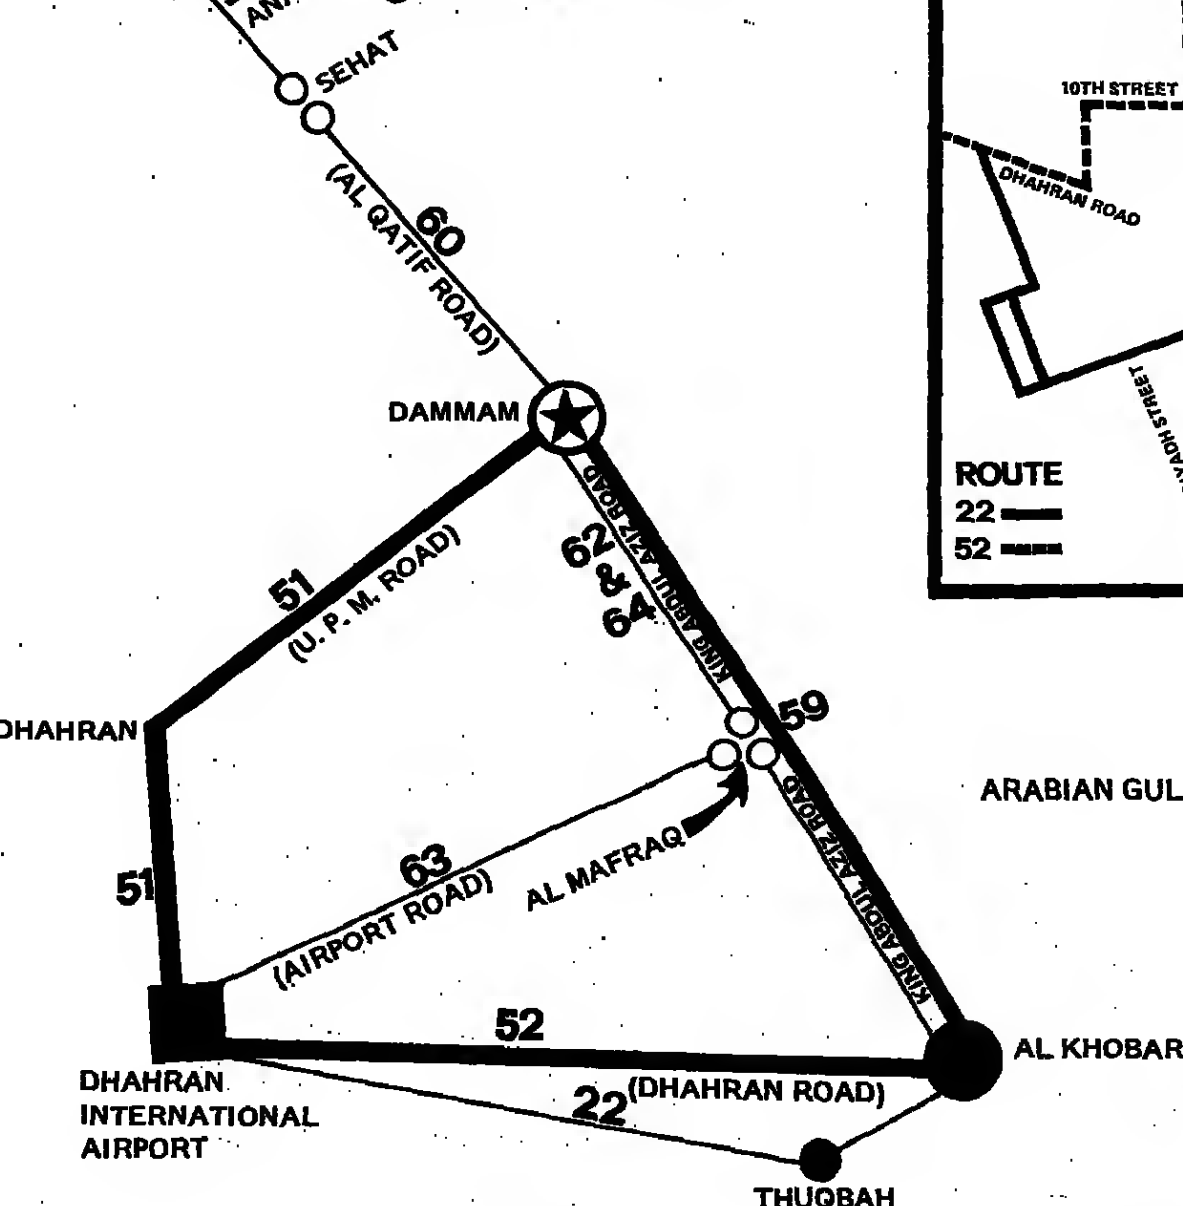 SEHAT
10TH STREET
DHAHRAN ROAD
60
(AL QATIF ROAD)
DAMMAM
ROUTE
22
52
KING ABDUL AZIZ ROAD
62
&
64
51
(U. P. M. ROAD)
59
DHAHRAN
ARABIAN GUL
KING ABDUL AZIZ ROAD
AL MAFRAQ
63
(AIRPORT ROAD)
51
52
(DHAHRAN ROAD)
AL KHOBAR
22
DHAHRAN
INTERNATIONAL
AIRPORT
THUQBAH